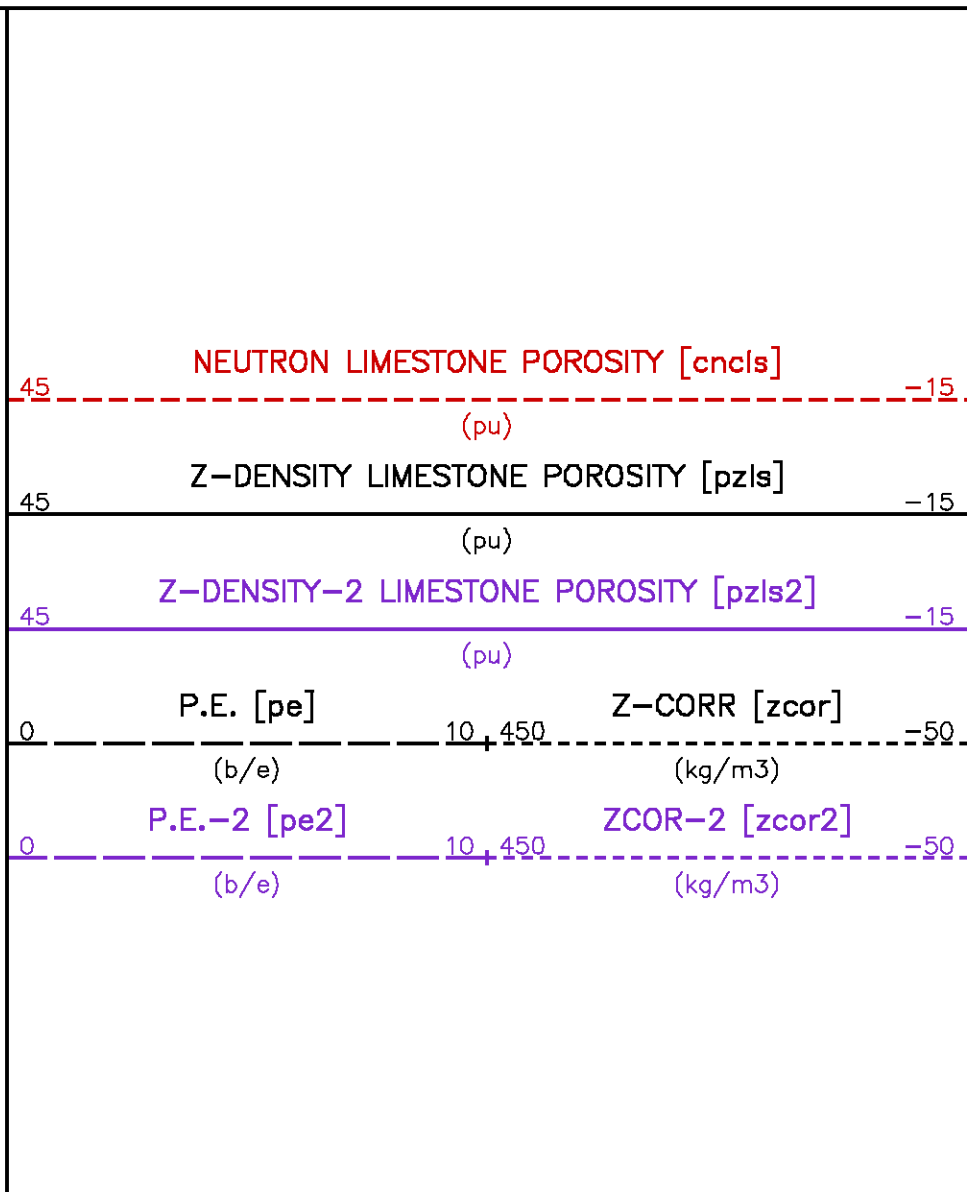 NEUTRON LIMESTONE POROSITY [cncls]
45 -15
(pu)
Z-DENSITY LIMESTONE POROSITY [pzls]
45 -15
(pu)
Z-DENSITY-2 LIMESTONE POROSITY [pzls2]
45 -15
(pu)
P.E. [pe] Z-CORR [zcor]
0 10 450 -50
(b/e) (kg/m3)
P.E.-2 [pe2] ZCOR-2 [zcor2]
0 10 450 -50
(b/e) (kg/m3)